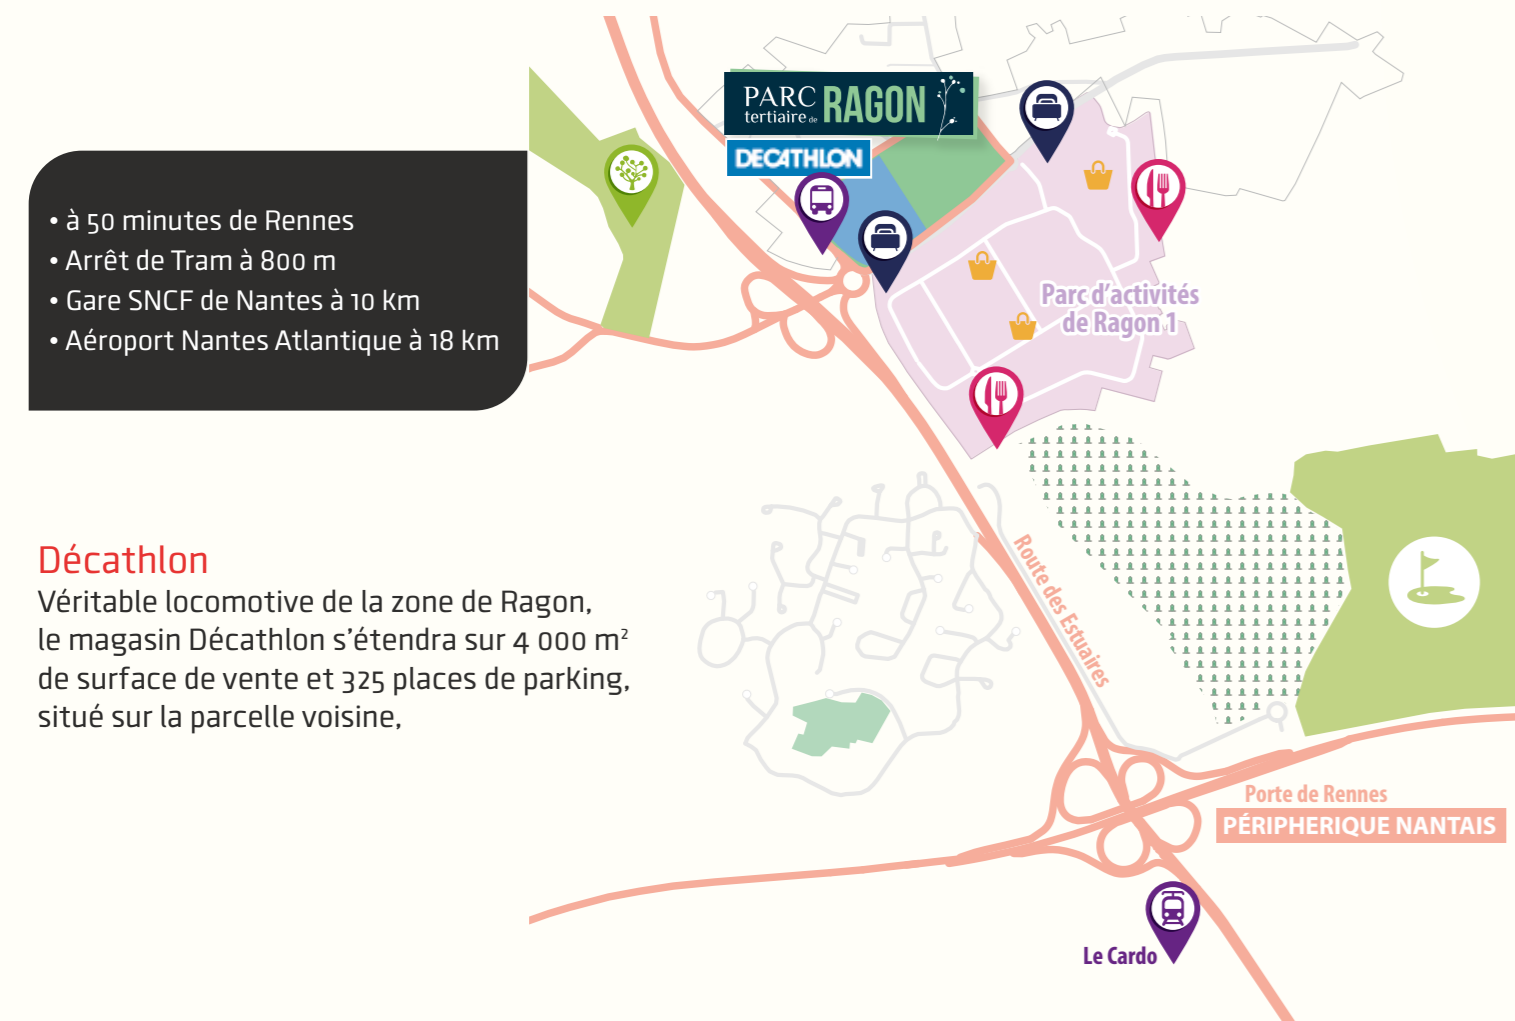 PARC
tertiaire de RAGON
DECATHLON
• à 50 minutes de Rennes
• Arrêt de Tram à 800 m
• Gare SNCF de Nantes à 10 km
• Aéroport Nantes Atlantique à 18 km
Parc d'activités
de Ragon 1
Décathlon
Véritable locomotive de la zone de Ragon,
le magasin Décathlon s'étendra sur 4 000 m²
de surface de vente et 325 places de parking,
situé sur la parcelle voisine,
Route des Estuaires
Porte de Rennes
PÉRIPHERIQUE NANTAIS
Le Cardo